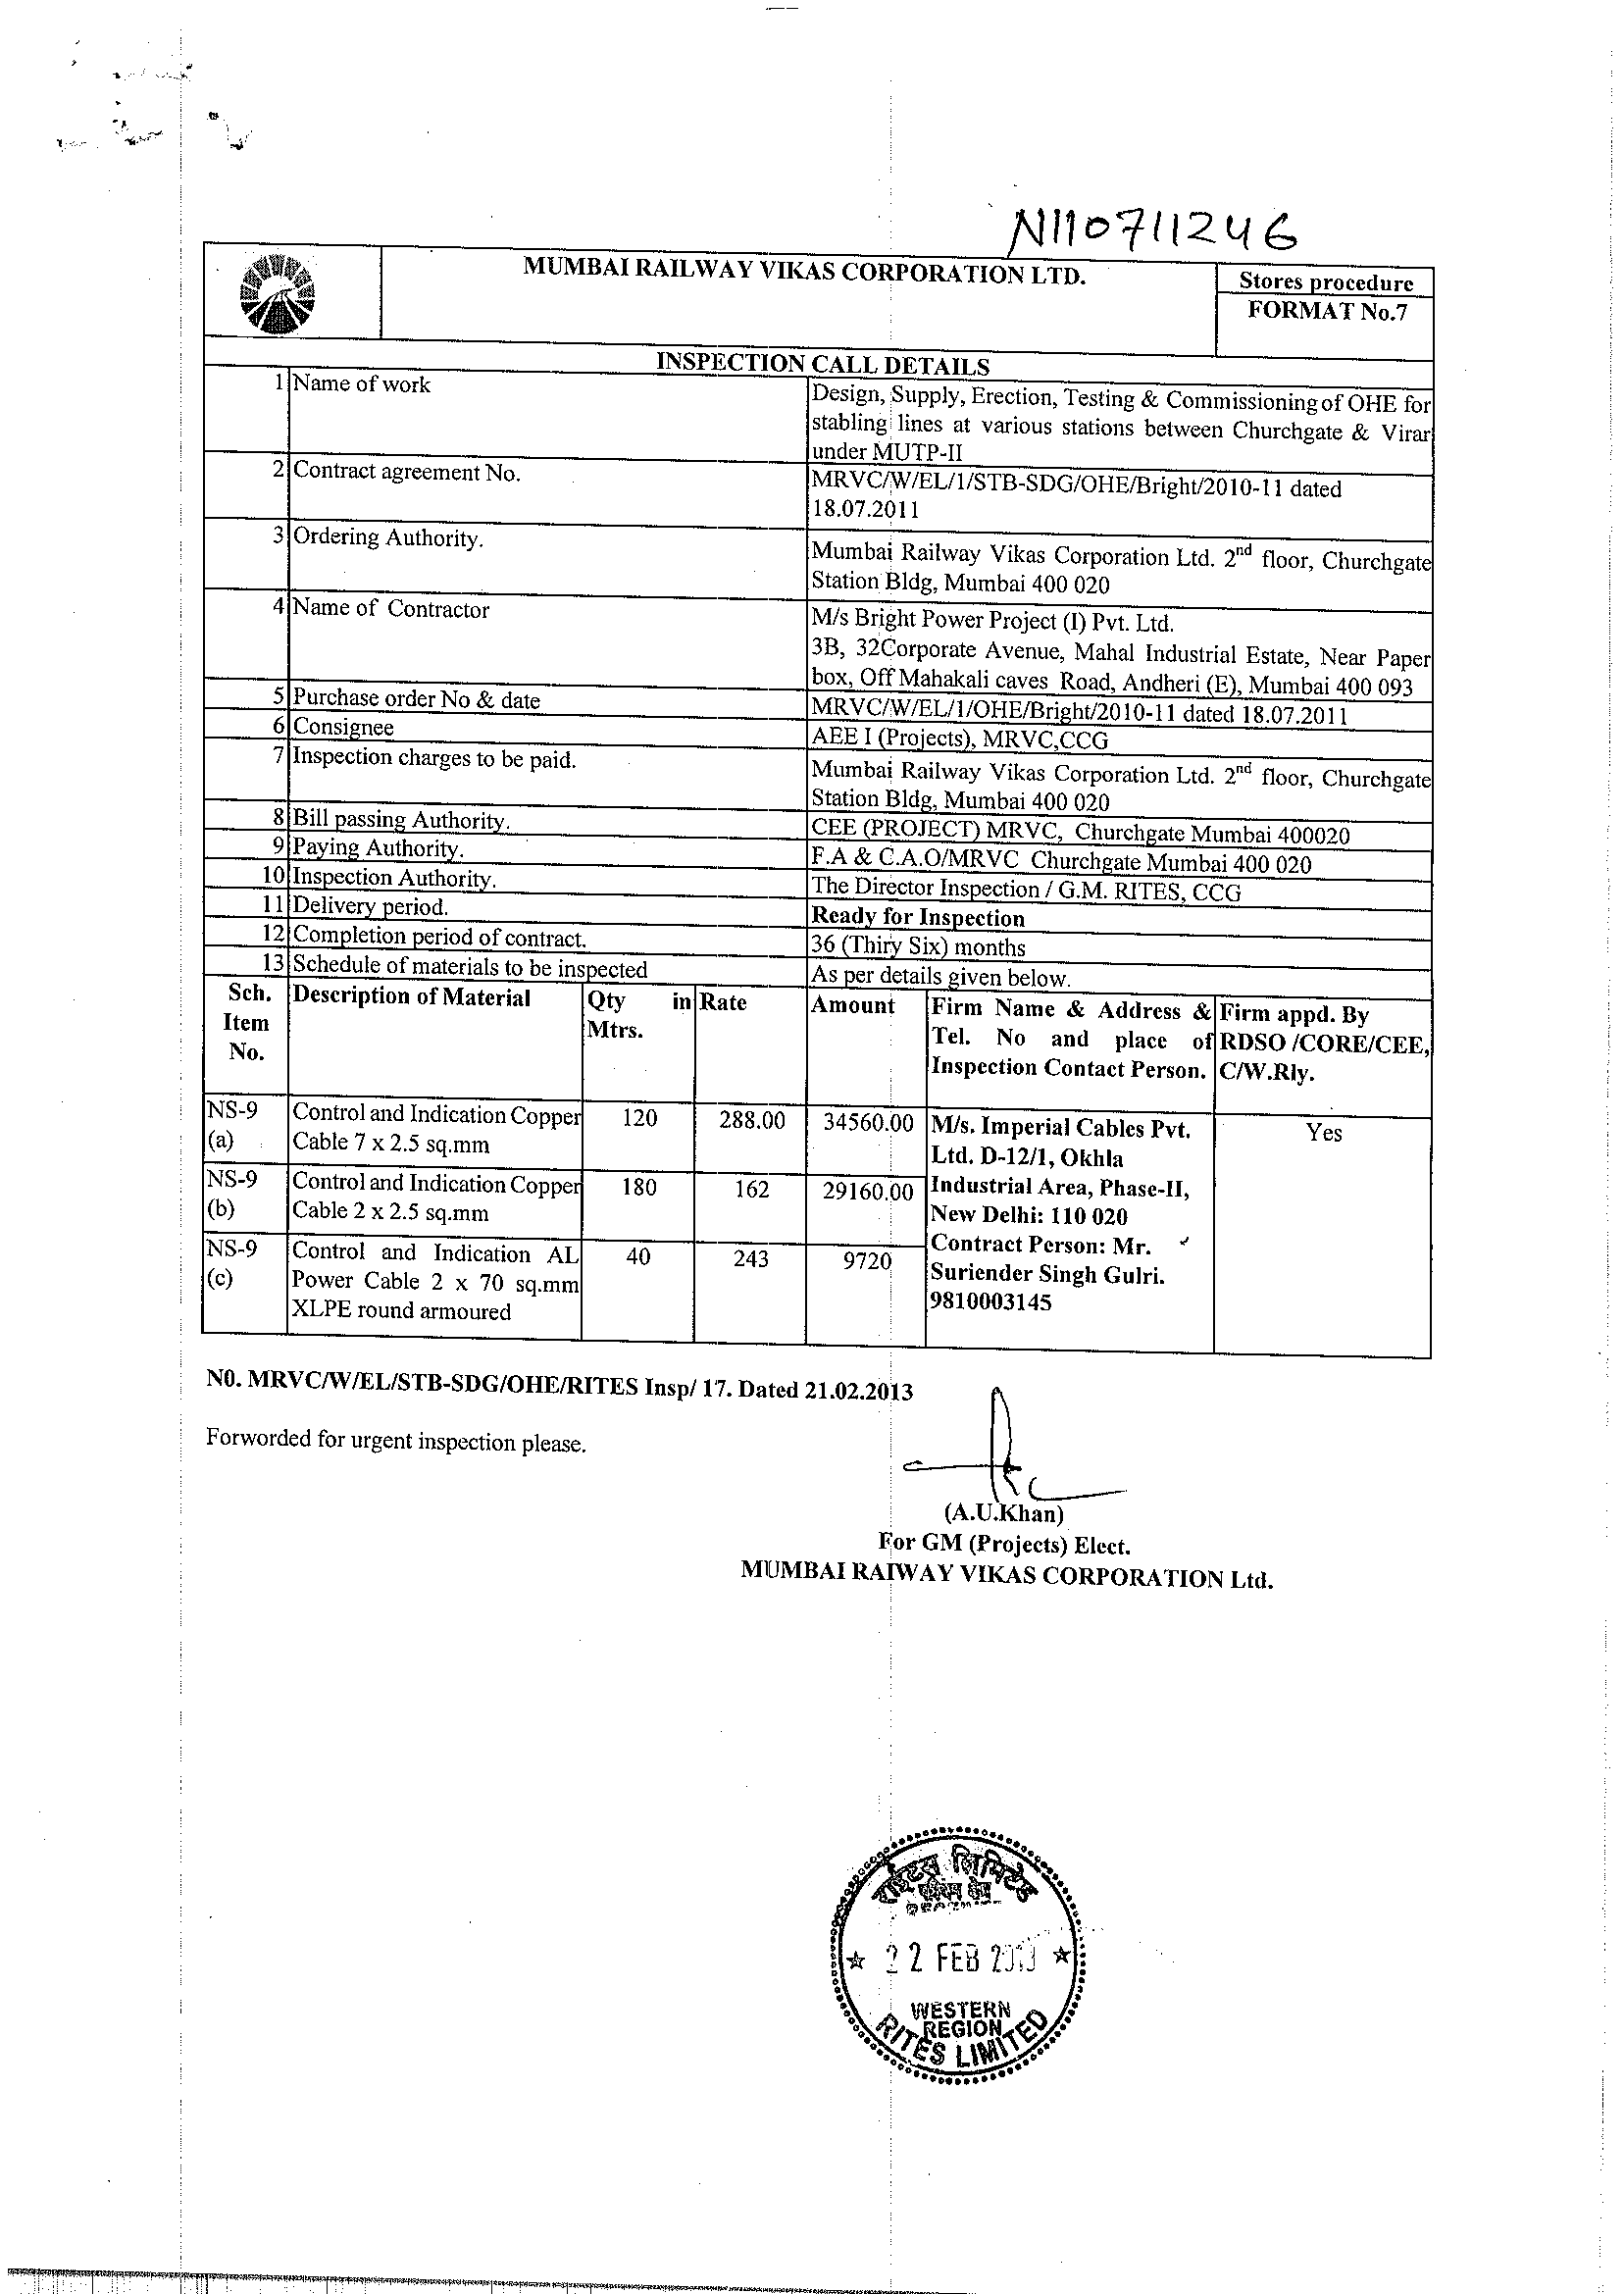 N110711246
MUMBAI RAILWAY VIKAS CORPORATION LTD.
Stores procedure
FORMAT No.7
INSPECTION CALL DETAILS
1 Name of work
Design, Supply, Erection, Testing & Commissioning of OHE for
stabling lines at various stations between Churchgate & Virar
under MUTP-II
2 Contract agreement No.
MRVC/W/EL/1/STB-SDG/OHE/Bright/2010-11 dated
18.07.2011
3 Ordering Authority.
Mumbai Railway Vikas Corporation Ltd. 2nd floor, Churchgate
Station Bldg, Mumbai 400 020
4 Name of Contractor
M/s Bright Power Project (I) Pvt. Ltd.
3B, 32Corporate Avenue, Mahal Industrial Estate, Near Paper
box, Off Mahakali caves Road, Andheri (E), Mumbai 400 093
5 Purchase order No & date
MRVC/W/EL/1/OHE/Bright/2010-11 dated 18.07.2011
6 Consignee
AEE I (Projects), MRVC,CCG
7 Inspection charges to be paid.
Mumbai Railway Vikas Corporation Ltd. 2nd floor, Churchgate
Station Bldg, Mumbai 400 020
8 Bill passing Authority.
CEE (PROJECT) MRVC, Churchgate Mumbai 400020
9 Paying Authority.
F.A & C.A.O/MRVC Churchgate Mumbai 400 020
10 Inspection Authority.
The Director Inspection / G.M. RITES, CCG
11 Delivery period.
Ready for Inspection
12 Completion period of contract.
36 (Thiry Six) months
13 Schedule of materials to be inspected
As per details given below.
Sch.
Item
No.
Description of Material
Qty in
Mtrs.
Rate
Amount
Firm Name & Address &
Tel. No and place of
Inspection Contact Person.
Firm appd. By
RDSO /CORE/CEE,
C/W.Rly.
NS-9
(a)
Control and Indication Copper
Cable 7 x 2.5 sq.mm
120
288.00
34560.00
M/s. Imperial Cables Pvt.
Ltd. D-12/1, Okhla
Industrial Area, Phase-II,
New Delhi: 110 020
Contract Person: Mr.
Suriender Singh Gulri.
9810003145
Yes
NS-9
(b)
Control and Indication Copper
Cable 2 x 2.5 sq.mm
180
162
29160.00
NS-9
(c)
Control and Indication AL
Power Cable 2 x 70 sq.mm
XLPE round armoured
40
243
9720
N0. MRVC/W/EL/STB-SDG/OHE/RITES Insp/ 17. Dated 21.02.2013
Forworded for urgent inspection please.
(A.U.Khan)
For GM (Projects) Elect.
MUMBAI RAIWAY VIKAS CORPORATION Ltd.
राईट्स लिमिटेड
22 FEB 2013
WESTERN
REGION
RITES LIMITED